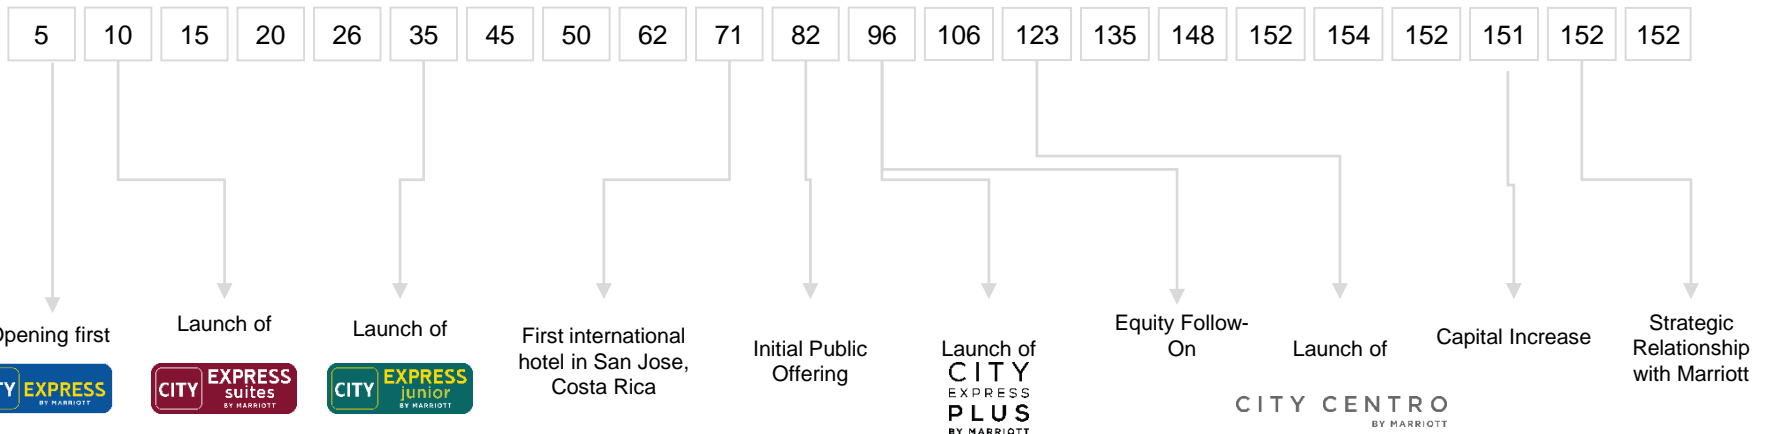 5 10 15 20 26 35 45 50 62 71 82 96 106 123 135 148 152 154 152 151 152 152
Opening first
TY EXPRESS
BY MARRIOTT
Launch of
CITY EXPRESS
suites
BY MARRIOTT
Launch of
CITY EXPRESS
junior
BY MARRIOTT
First international
hotel in San Jose,
Costa Rica
Initial Public
Offering
Launch of
CITY
EXPRESS
PLUS
BY MARRIOTT
Equity Follow-
On
Launch of
CITY CENTRO
BY MARRIOTT
Capital Increase
Strategic
Relationship
with Marriott